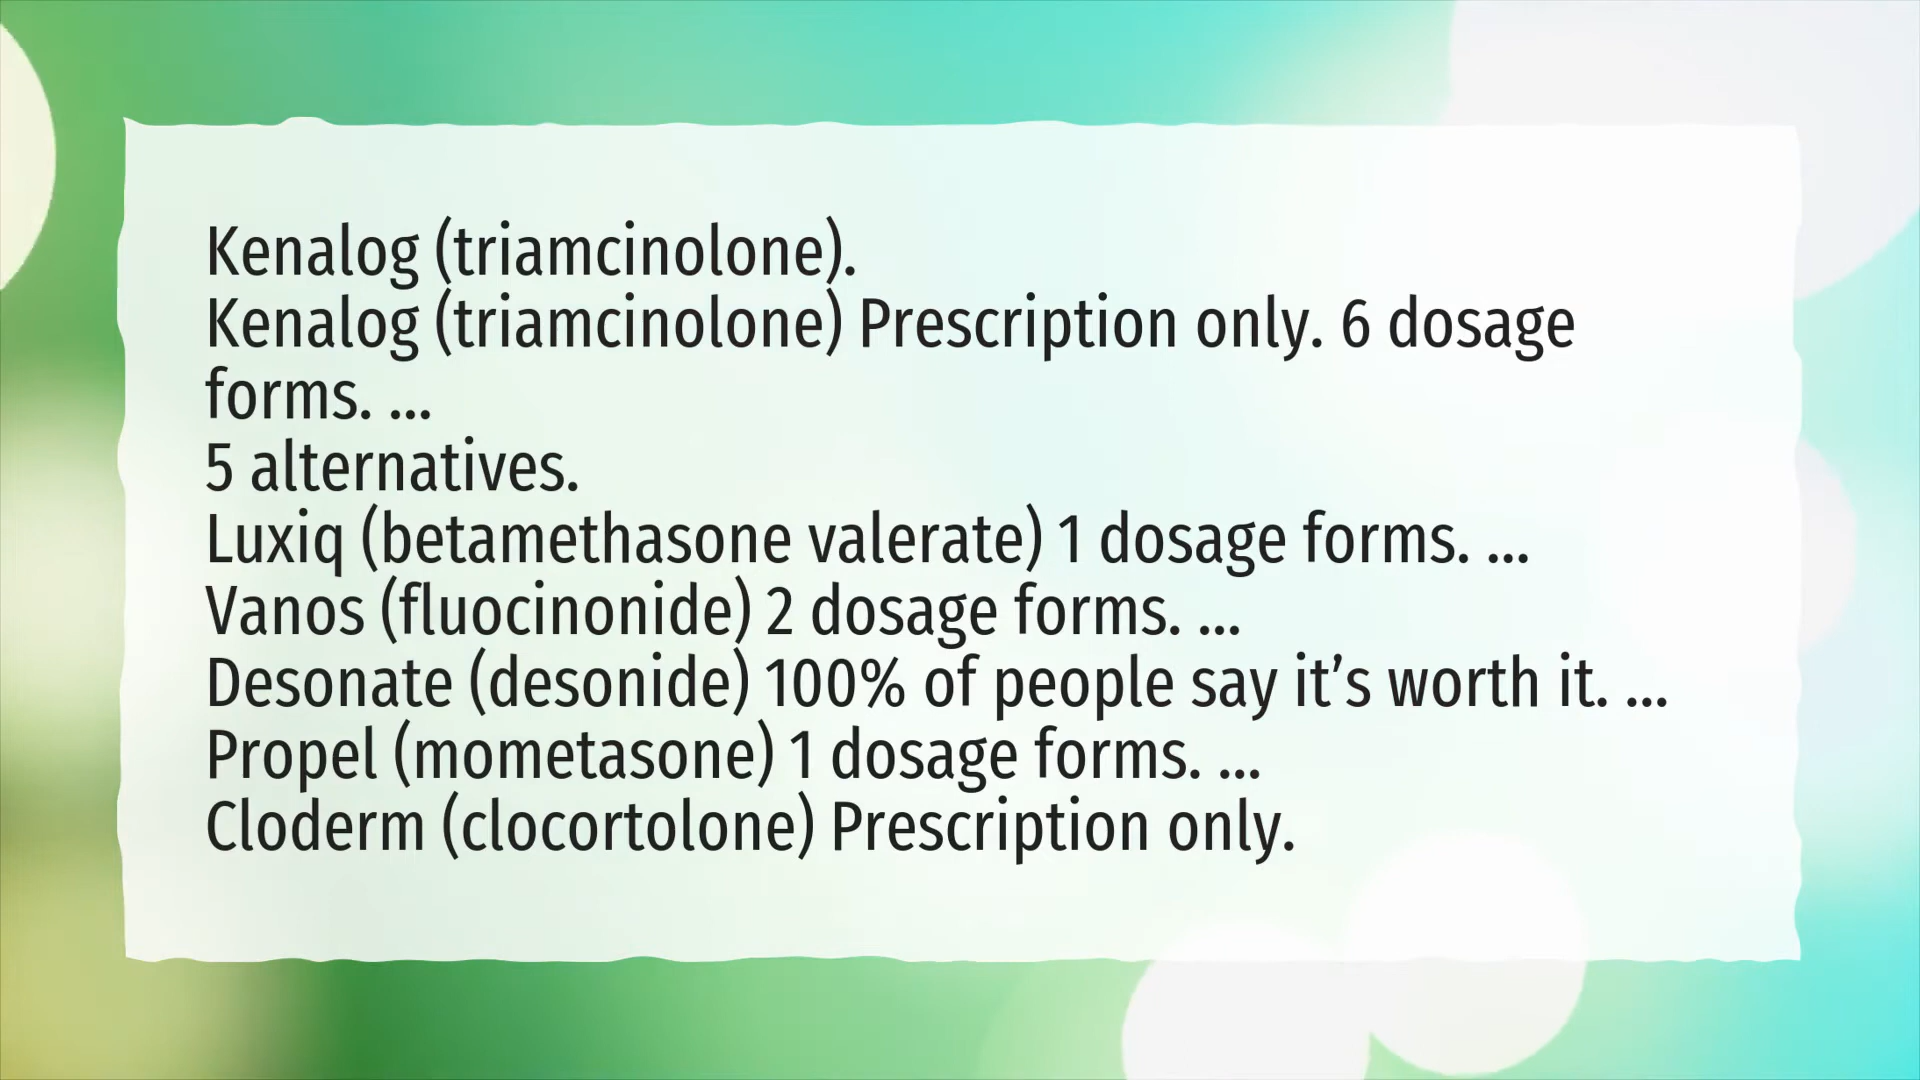 Kenalog (triamcinolone).
Kenalog (triamcinolone) Prescription only. 6 dosage
forms. ...
5 alternatives.
Luxiq (betamethasone valerate) 1 dosage forms. ...
Vanos (fluocinonide) 2 dosage forms. ...
Desonate (desonide) 100% of people say it’s worth it. ...
Propel (mometasone) 1 dosage forms. ...
Cloderm (clocortolone) Prescription only.